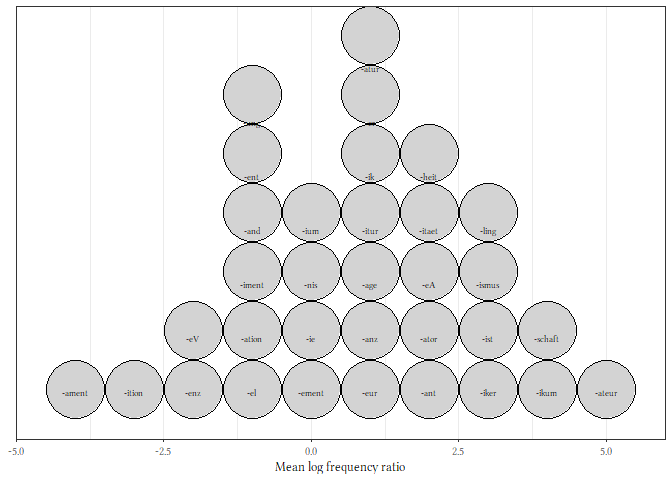 -atur
-ent
-ik
-heit
-and
-ium
-itur
-itaet
-ling
-iment
-nis
-age
-eA
-ismus
-eV
-ation
-ie
-anz
-ator
-ist
-schaft
-ament
-ition
-enz
-el
-ement
-eur
-ant
-iker
-ikum
-ateur
-5.0
-2.5
0.0
2.5
5.0
Mean log frequency ratio